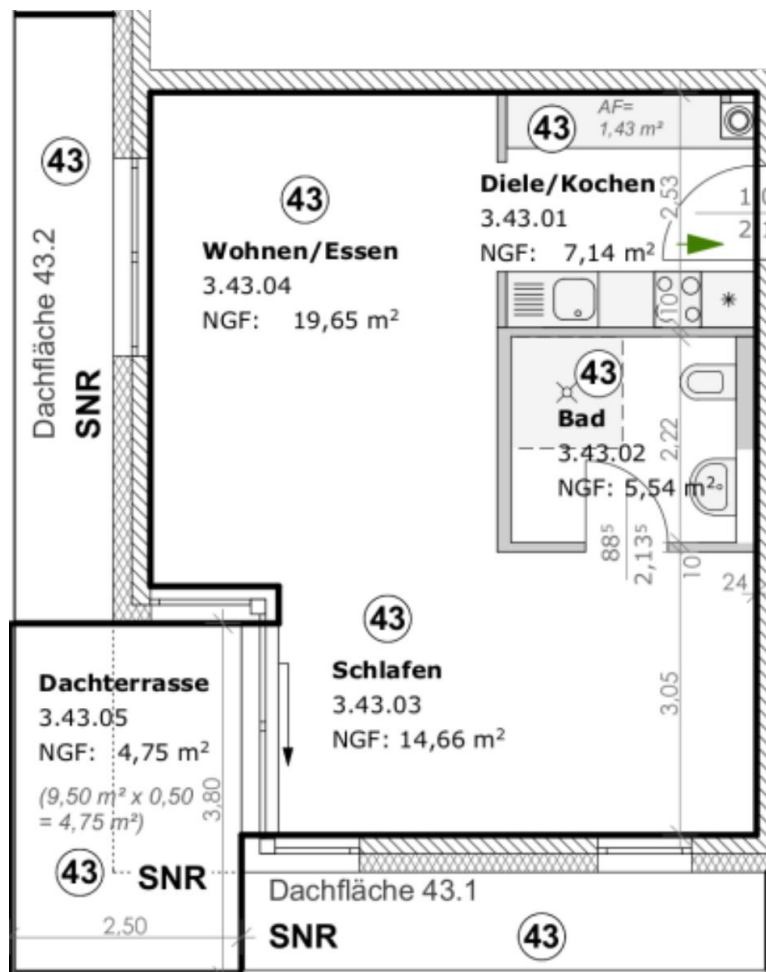 43
AF=
1,43 m²
43
Diele/Kochen
3.43.01
NGF: 7,14 m²
2,53
43
Wohnen/Essen
3.43.04
NGF: 19,65 m²
Dachfläche 43.2
SNR
10
43
Bad
3.43.02
NGF: 5,54 m²
2,22
88⁵
2,13⁵
10
24
43
Schlafen
3.43.03
NGF: 14,66 m²
3,05
Dachterrasse
3.43.05
NGF: 4,75 m²
(9,50 m² x 0,50
= 4,75 m²)
3,80
43
SNR
2,50
Dachfläche 43.1
SNR
43